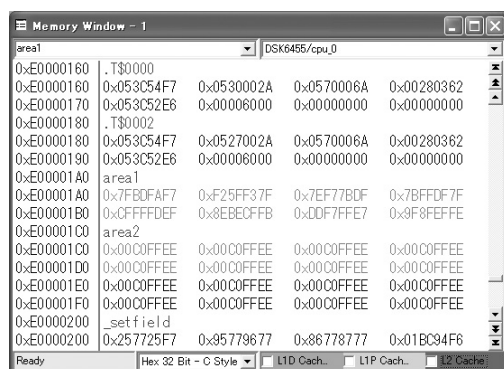 Memory Window - 1
area1 DSK6455/cpu_0
0xE0000160 .T$0000
0xE0000160 0x053C54F7 0x0530002A 0x0570006A 0x00280362
0xE0000170 0x053C52E6 0x00006000 0x00000000 0x00000000
0xE0000180 .T$0002
0xE0000180 0x053C54F7 0x0527002A 0x0570006A 0x00280362
0xE0000190 0x053C52E6 0x00006000 0x00000000 0x00000000
0xE00001A0 area1
0xE00001A0 0x7FBDFAF7 0xF25FF37F 0x7EF77BDF 0x7BFFDF7F
0xE00001B0 0xCFFFFDEF 0x8EBECFFB 0xDDF7FFE7 0x9F8FEFFE
0xE00001C0 area2
0xE00001C0 0x00C0FFEE 0x00C0FFEE 0x00C0FFEE 0x00C0FFEE
0xE00001D0 0x00C0FFEE 0x00C0FFEE 0x00C0FFEE 0x00C0FFEE
0xE00001E0 0x00C0FFEE 0x00C0FFEE 0x00C0FFEE 0x00C0FFEE
0xE00001F0 0x00C0FFEE 0x00C0FFEE 0x00C0FFEE 0x00C0FFEE
0xE0000200 _setfield
0xE0000200 0x257725F7 0x95779677 0x86778777 0x01BC94F6
Ready Hex 32 Bit - C Style L1D Cach.. L1P Cach.. L2 Cache